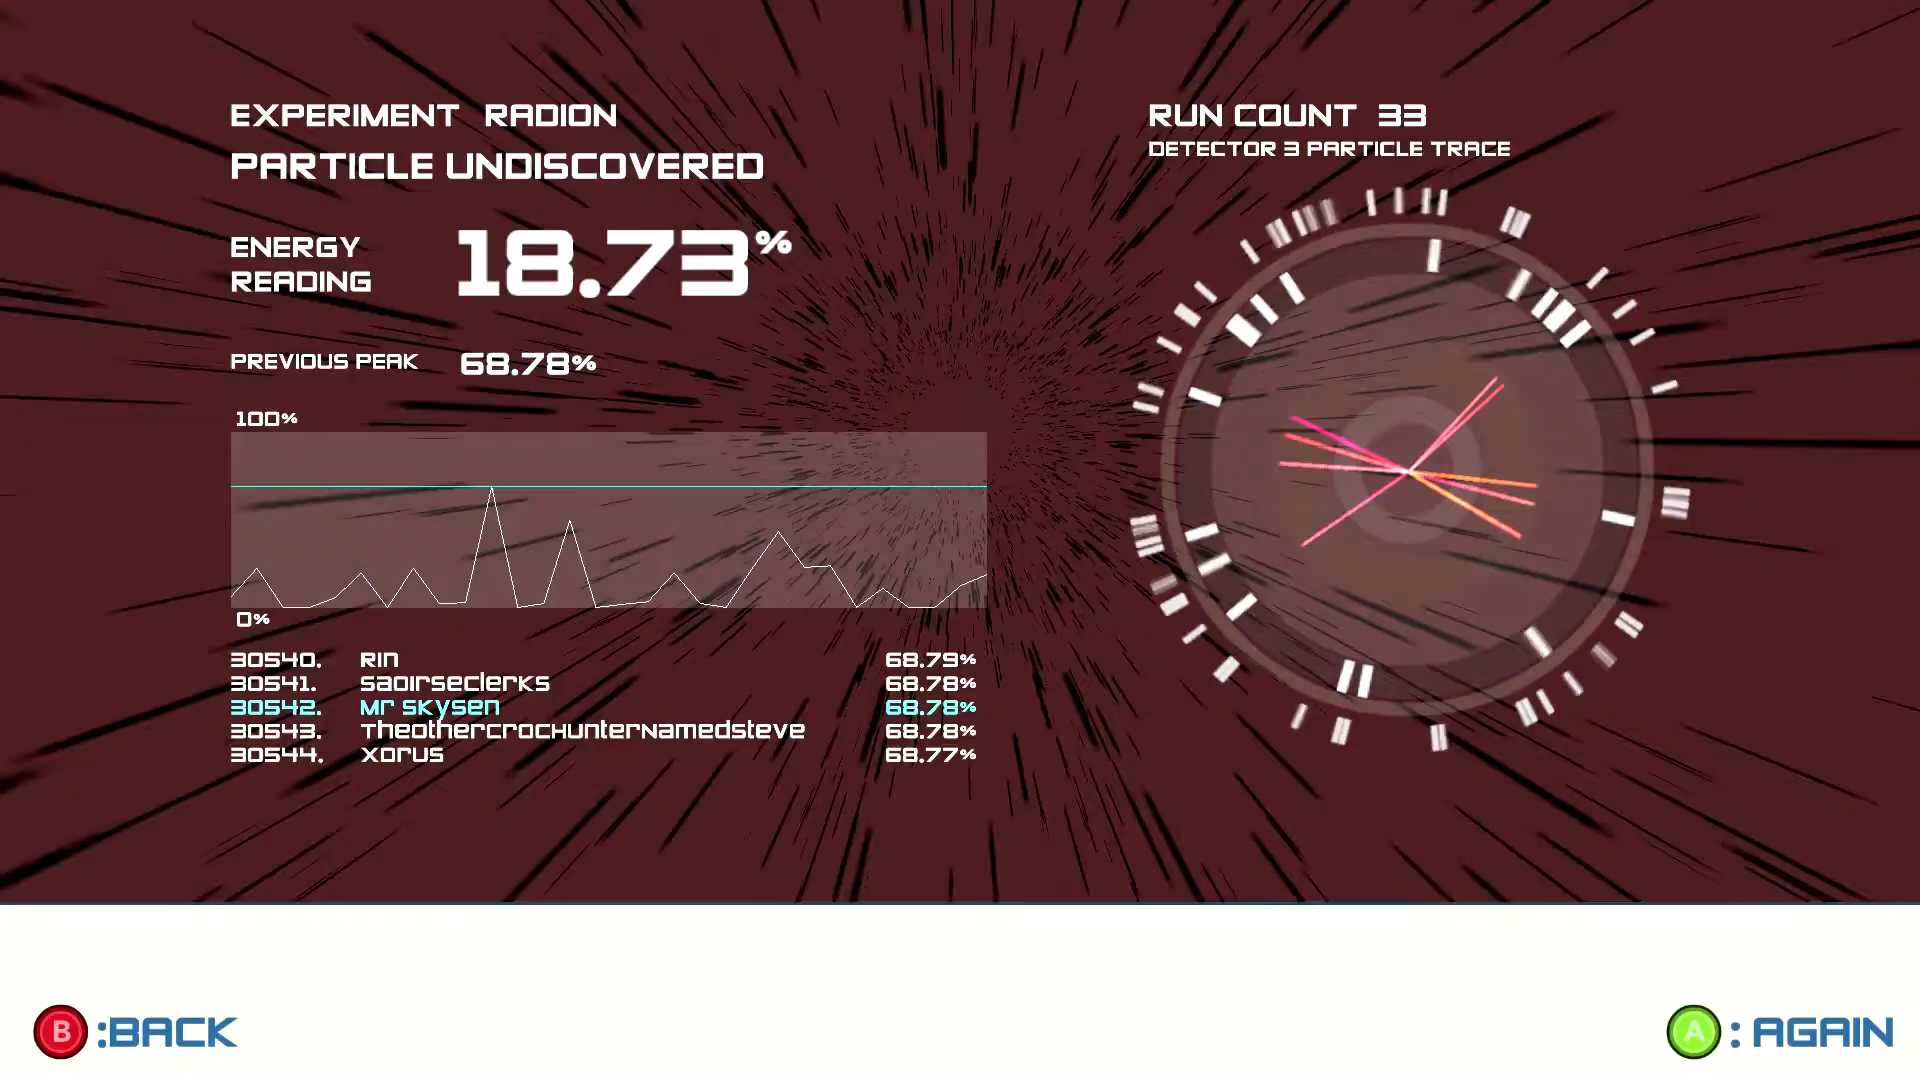 EXPERIMENT RADION
PARTICLE UNDISCOVERED
ENERGY
READING
18.73%
PREVIOUS PEAK 68.78%
100%
0%
30540. RIN 68.79%
30541. saoirseclerks 68.78%
30542. Mr Skysen 68.78%
30543. Theothercrochunternamedsteve 68.78%
30544. Xorus 68.77%
RUN COUNT 33
DETECTOR 3 PARTICLE TRACE
B :BACK
A : AGAIN